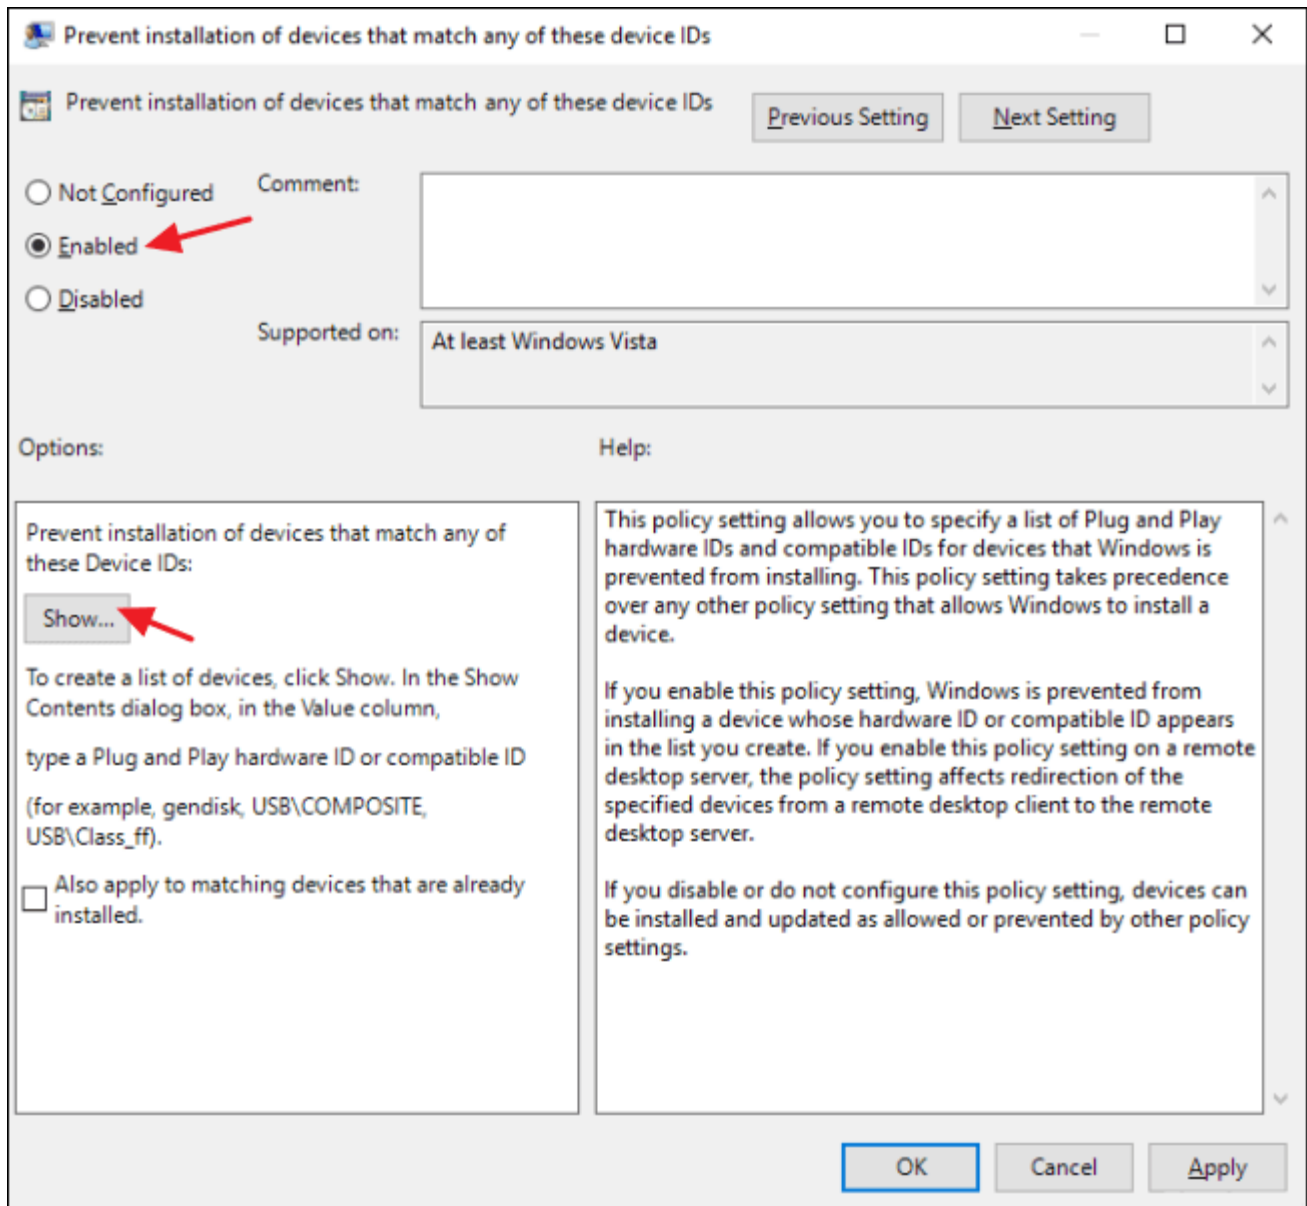 Prevent installation of devices that match any of these device IDs
Prevent installation of devices that match any of these device IDs
Previous Setting
Next Setting
Not Configured
Comment:
Enabled
Disabled
Supported on:
At least Windows Vista
Options:
Help:
Prevent installation of devices that match any of
these Device IDs:
Show...
To create a list of devices, click Show. In the Show
Contents dialog box, in the Value column,
type a Plug and Play hardware ID or compatible ID
(for example, gendisk, USB\COMPOSITE,
USB\Class_ff).
Also apply to matching devices that are already
installed.
This policy setting allows you to specify a list of Plug and Play
hardware IDs and compatible IDs for devices that Windows is
prevented from installing. This policy setting takes precedence
over any other policy setting that allows Windows to install a
device.
If you enable this policy setting, Windows is prevented from
installing a device whose hardware ID or compatible ID appears
in the list you create. If you enable this policy setting on a remote
desktop server, the policy setting affects redirection of the
specified devices from a remote desktop client to the remote
desktop server.
If you disable or do not configure this policy setting, devices can
be installed and updated as allowed or prevented by other policy
settings.
OK
Cancel
Apply